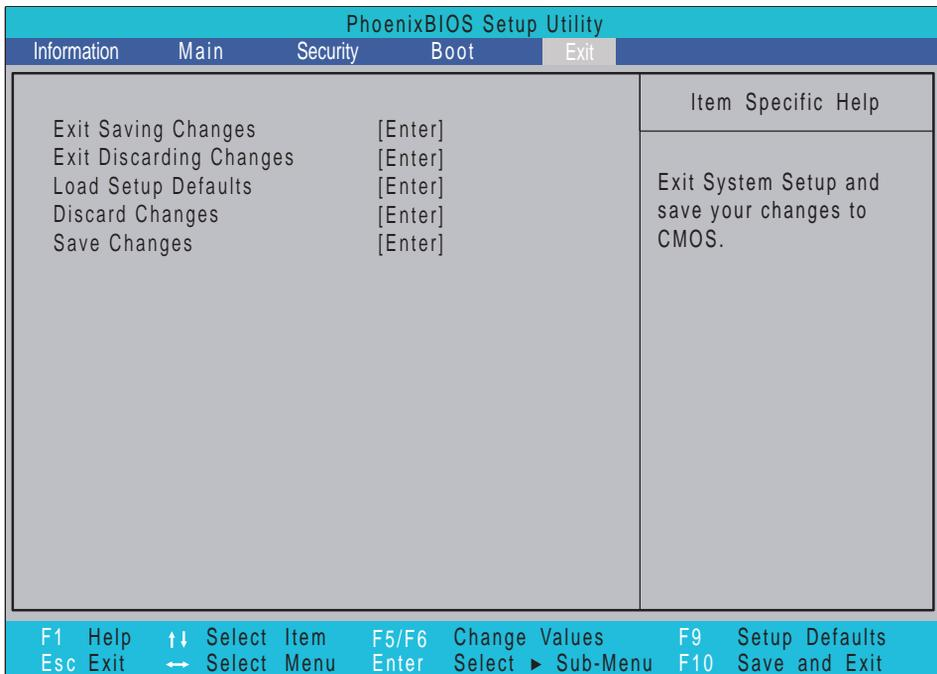 PhoenixBIOS Setup Utility
Information Main Security Boot Exit
Item Specific Help
Exit Saving Changes [Enter]
Exit Discarding Changes [Enter]
Load Setup Defaults [Enter]
Discard Changes [Enter]
Save Changes [Enter]
Exit System Setup and
save your changes to
CMOS.
F1 Help ↑↓ Select Item F5/F6 Change Values F9 Setup Defaults
Esc Exit ↔ Select Menu Enter Select ► Sub-Menu F10 Save and Exit